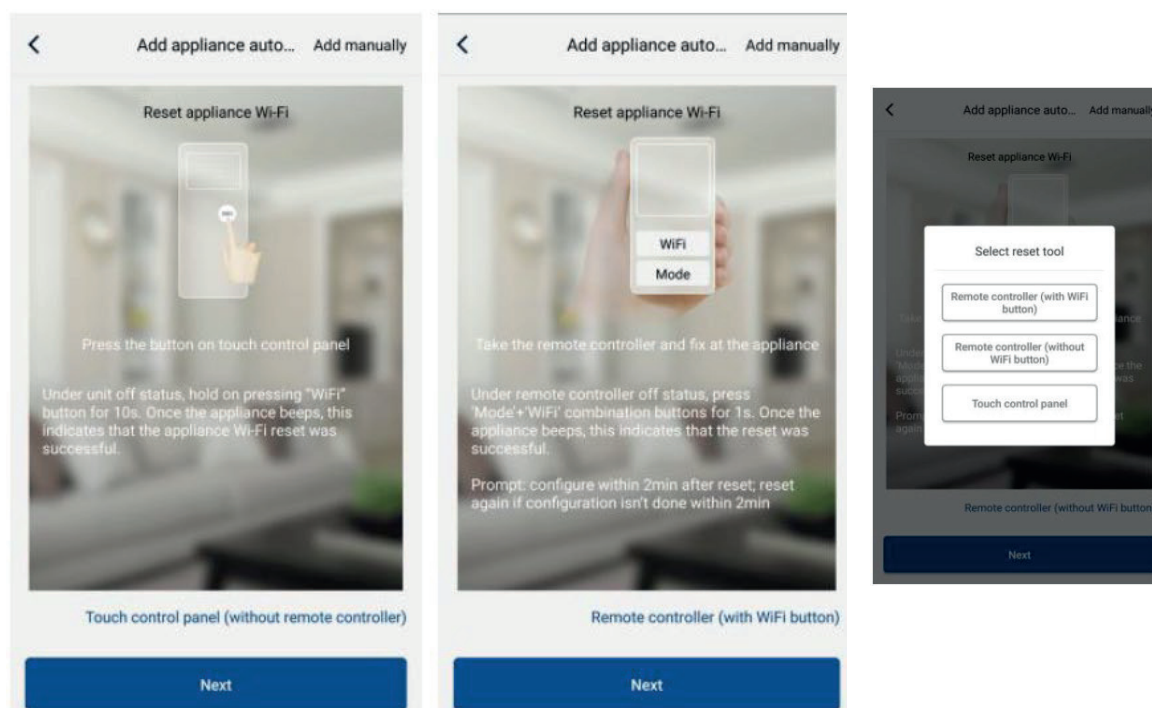 Add appliance auto... Add manually
Reset appliance Wi-Fi
Press the button on touch control panel
Under unit off status, hold on pressing "WiFi"
button for 10s. Once the appliance beeps, this
indicates that the appliance Wi-Fi reset was
successful.
Touch control panel (without remote controller)
Next
Add appliance auto... Add manually
Reset appliance Wi-Fi
WiFi
Mode
Take the remote controller and fix at the appliance
Under remote controller off status, press
'Mode'+'WiFi' combination buttons for 1s. Once the
appliance beeps, this indicates that the reset was
successful.
Prompt: configure within 2min after reset; reset
again if configuration isn't done within 2min
Remote controller (with WiFi button)
Next
Add appliance auto... Add manually
Reset appliance Wi-Fi
Select reset tool
Remote controller (with WiFi
button)
Remote controller (without
WiFi button)
Touch control panel
Remote controller (without WiFi button
Next